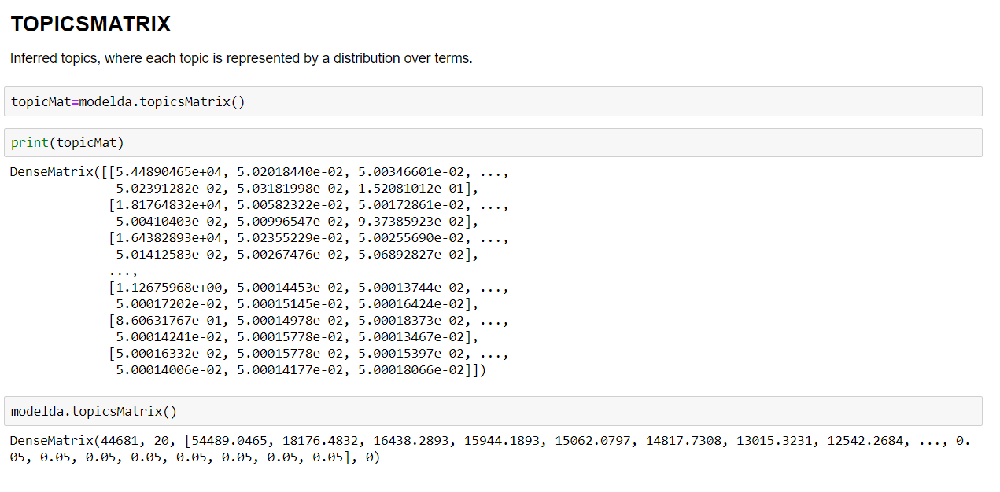 TOPICSMATRIX
Inferred topics, where each topic is represented by a distribution over terms.
topicMat=modelda.topicsMatrix()
print(topicMat)
DenseMatrix([[5.44890465e+04, 5.02018440e-02, 5.00346601e-02, ...,
5.02391282e-02, 5.03181998e-02, 1.52081012e-01],
[1.81764832e+04, 5.00582322e-02, 5.00172861e-02, ...,
5.00410403e-02, 5.00996547e-02, 9.37385923e-02],
[1.64382893e+04, 5.02355229e-02, 5.00255690e-02, ...,
5.01412583e-02, 5.00267476e-02, 5.06892827e-02],
...,
[1.12675968e+00, 5.00014453e-02, 5.00013744e-02, ...,
5.00017202e-02, 5.00015145e-02, 5.00016424e-02],
[8.60631767e-01, 5.00014978e-02, 5.00018373e-02, ...,
5.00014241e-02, 5.00015778e-02, 5.00013467e-02],
[5.00016332e-02, 5.00015778e-02, 5.00015397e-02, ...,
5.00014006e-02, 5.00014177e-02, 5.00018066e-02]])
modelda.topicsMatrix()
DenseMatrix(44681, 20, [54489.0465, 18176.4832, 16438.2893, 15944.1893, 15062.0797, 14817.7308, 13015.3231, 12542.2684, ..., 0.
05, 0.05, 0.05, 0.05, 0.05, 0.05, 0.05, 0.05], 0)